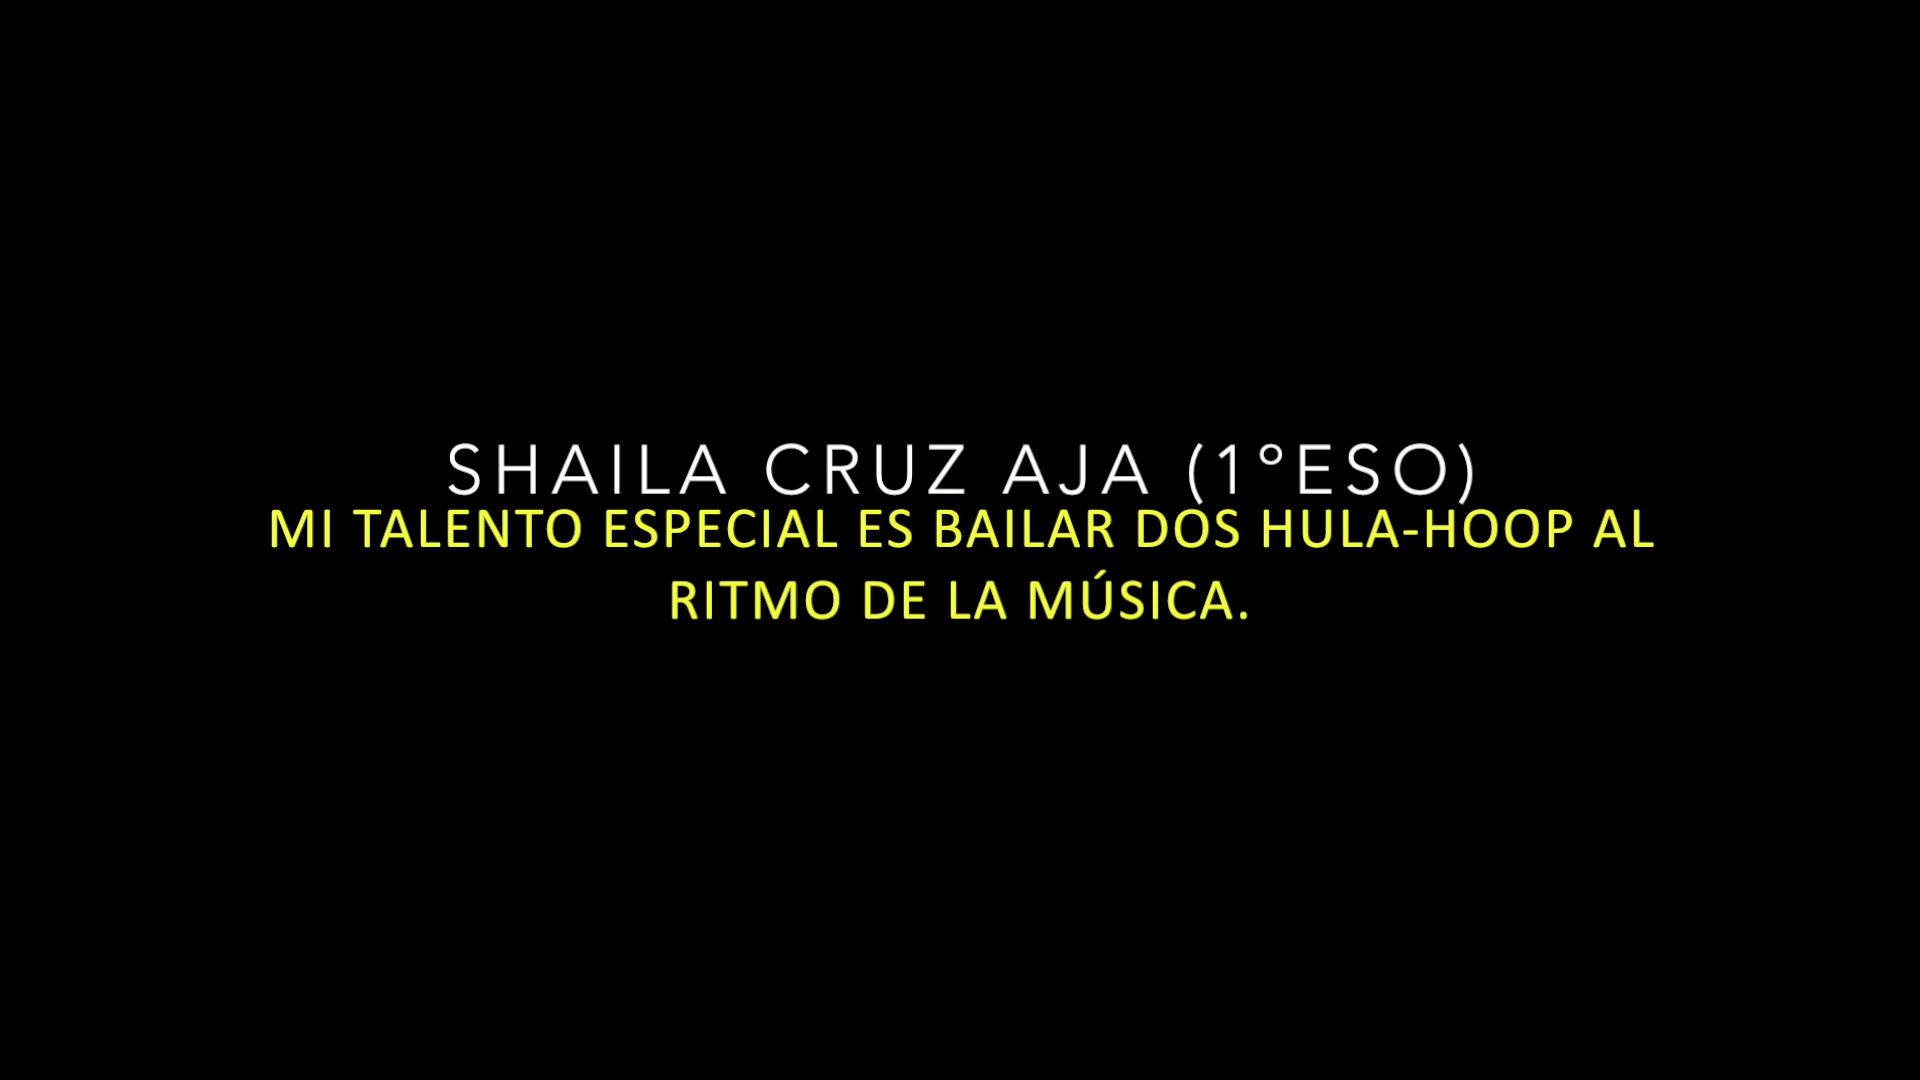 SHAILA CRUZ AJA (1°ESO)
MI TALENTO ESPECIAL ES BAILAR DOS HULA-HOOP AL
RITMO DE LA MÚSICA.